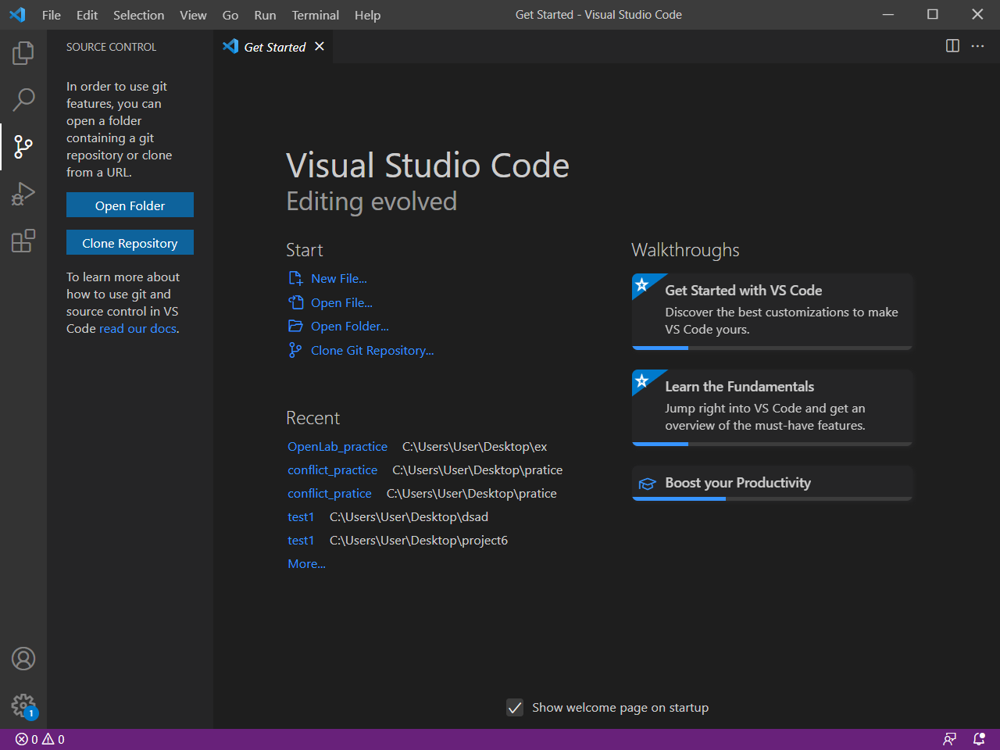 File Edit Selection View Go Run Terminal Help
Get Started - Visual Studio Code
SOURCE CONTROL
Get Started
In order to use git
features, you can
open a folder
containing a git
repository or clone
from a URL.
Open Folder
Clone Repository
To learn more about
how to use git and
source control in VS
Code read our docs.
Visual Studio Code
Editing evolved
Start
New File...
Open File...
Open Folder...
Clone Git Repository...
Recent
OpenLab_practice C:\Users\User\Desktop\ex
conflict_practice C:\Users\User\Desktop\pratice
conflict_pratice C:\Users\User\Desktop\pratice
test1 C:\Users\User\Desktop\dsad
test1 C:\Users\User\Desktop\project6
More...
Walkthroughs
Get Started with VS Code
Discover the best customizations to make
VS Code yours.
Learn the Fundamentals
Jump right into VS Code and get an
overview of the must-have features.
Boost your Productivity
Show welcome page on startup
1
0 0